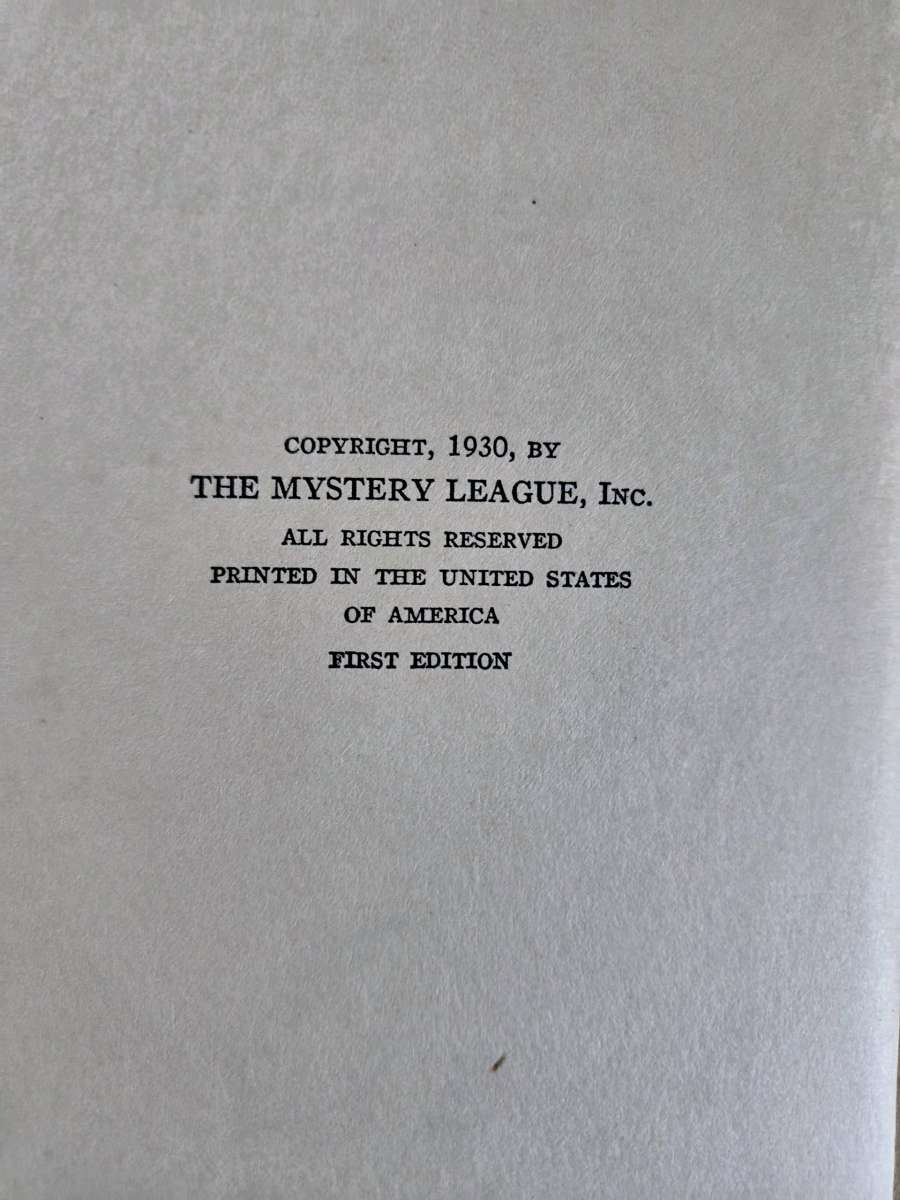 COPYRIGHT, 1930, BY
THE MYSTERY LEAGUE, INC.
ALL RIGHTS RESERVED
PRINTED IN THE UNITED STATES
OF AMERICA
FIRST EDITION